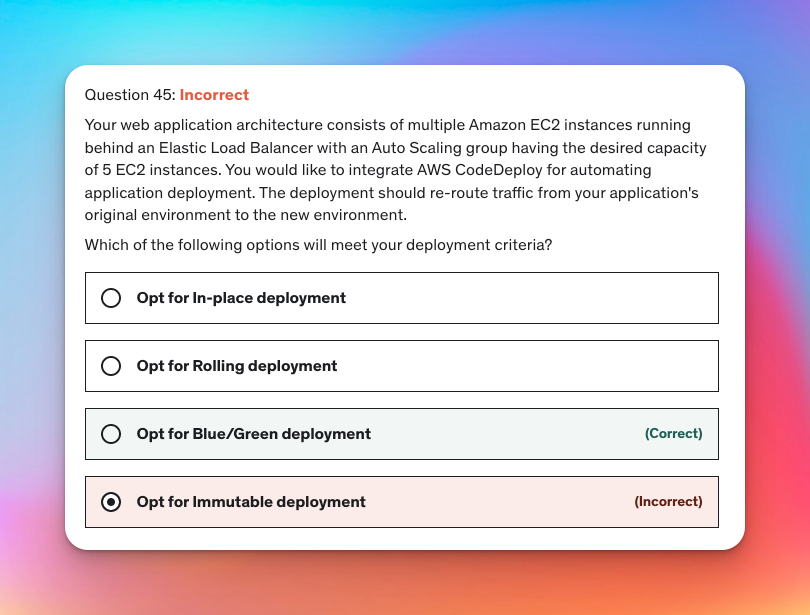 Question 45: Incorrect
Your web application architecture consists of multiple Amazon EC2 instances running
behind an Elastic Load Balancer with an Auto Scaling group having the desired capacity
of 5 EC2 instances. You would like to integrate AWS CodeDeploy for automating
application deployment. The deployment should re-route traffic from your application's
original environment to the new environment.
Which of the following options will meet your deployment criteria?
Opt for In-place deployment
Opt for Rolling deployment
Opt for Blue/Green deployment (Correct)
Opt for Immutable deployment (Incorrect)